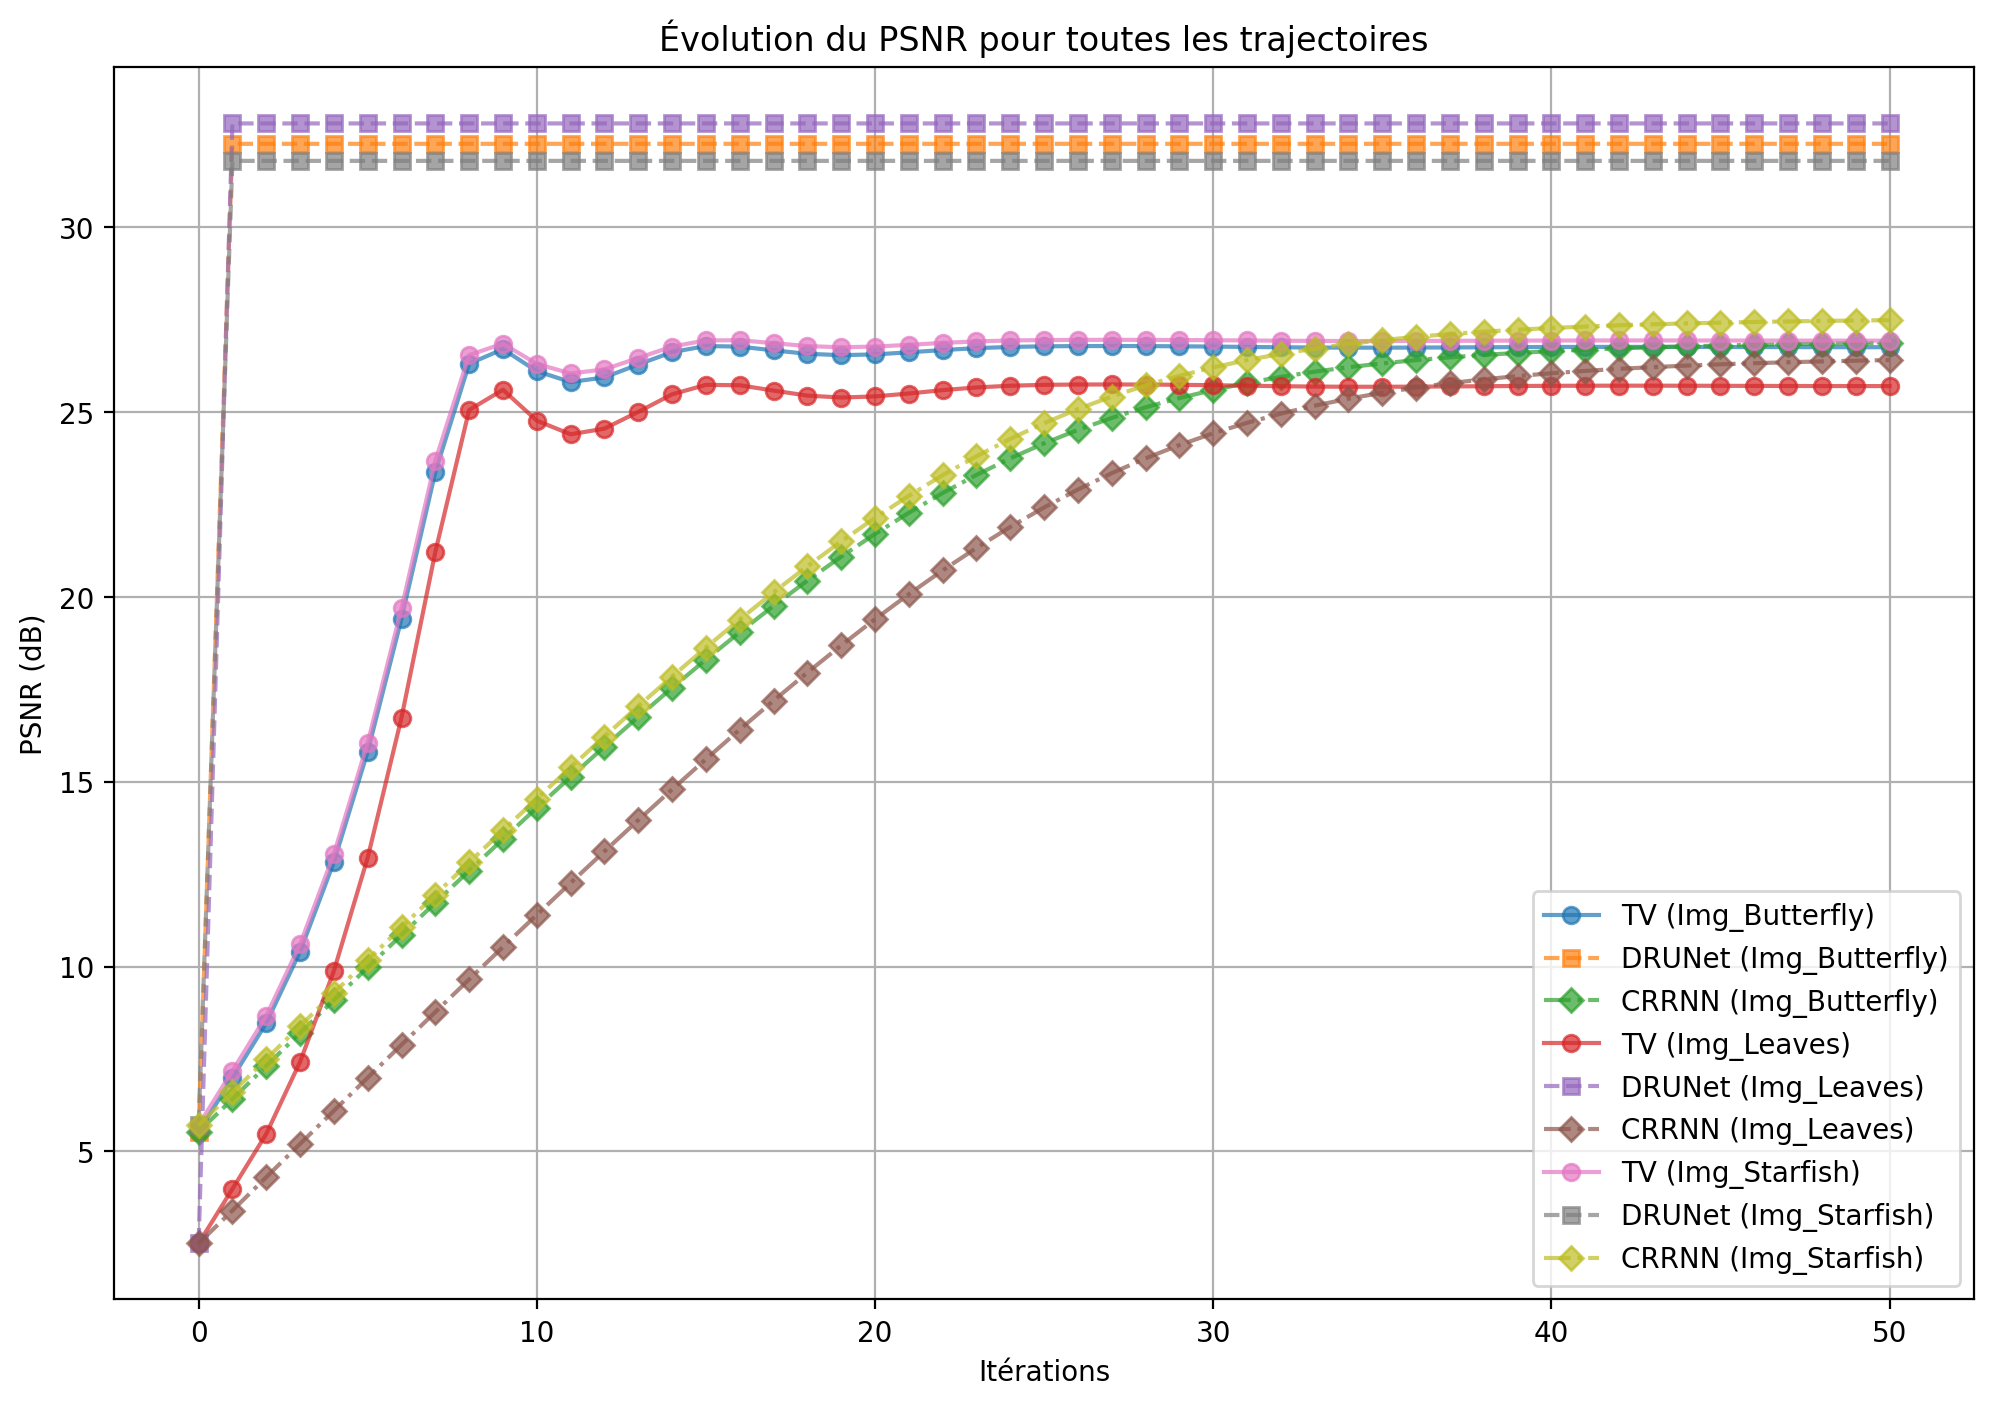 Évolution du PSNR pour toutes les trajectoires
PSNR (dB)
30
25
20
15
10
5
0 10 20 30 40 50
Itérations
TV (Img_Butterfly)
DRUNet (Img_Butterfly)
CRRNN (Img_Butterfly)
TV (Img_Leaves)
DRUNet (Img_Leaves)
CRRNN (Img_Leaves)
TV (Img_Starfish)
DRUNet (Img_Starfish)
CRRNN (Img_Starfish)